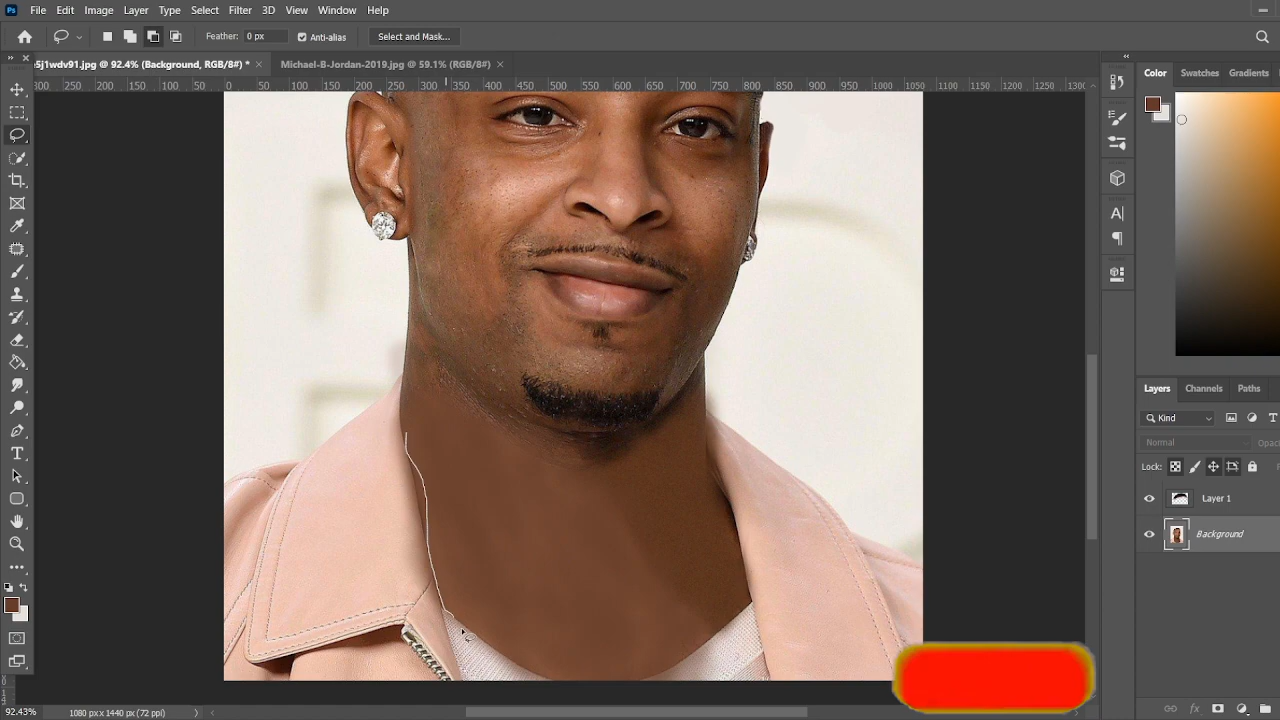 Ps File Edit Image Layer Type Select Filter 3D View Window Help
Feather: 0 px Anti-alias Select and Mask...
5j1wdv91.jpg @ 92.4% (Background, RGB/8#) * × Michael-B-Jordan-2019.jpg @ 59.1% (RGB/8#) ×
300 250 200 150 100 50 0 50 100 150 200 250 300 350 400 450 500 550 600 650 700 750 800 850 900 950 1000 1050 1100 1150 1200 1250 1300
Color Swatches Gradients
Layers Channels Paths
Kind
Normal Opac
Lock:
Layer 1
Background
92.43% 1080 px x 1440 px (72 ppi)